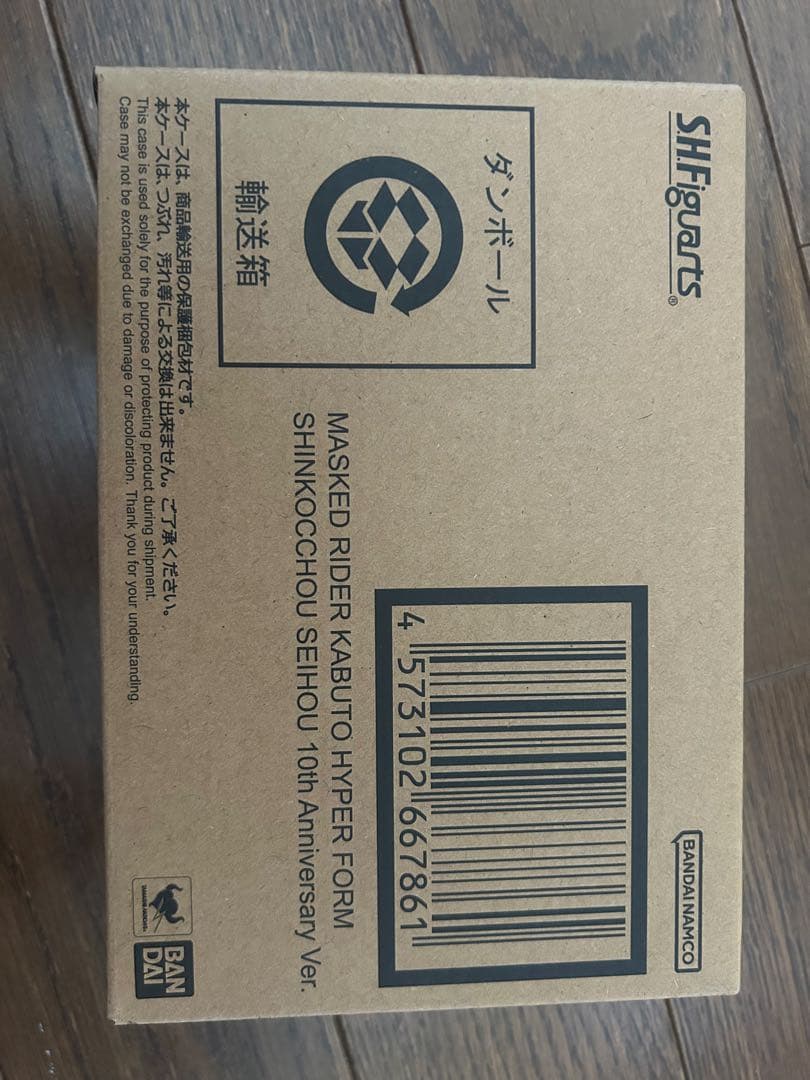 S.H.Figuarts®
BANDAI NAMCO
ダンボール
輸送箱
4 573102 667861
MASKED RIDER KABUTO HYPER FORM
SHINKOCCHOU SEIHOU 10th Anniversary Ver.
本ケースは、商品輸送用の保護梱包材です。
本ケースは、つぶれ、汚れ等による交換は出来ません。ご了承ください。
This case is used solely for the purpose of protecting product during shipment.
Case may not be exchanged due to damage or discoloration. Thank you for your understanding.
TAMASHII NATIONS
BAN
DAI